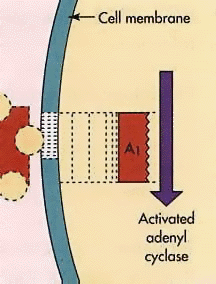 Cell membrane
A1
Activated
adenyl
cyclase